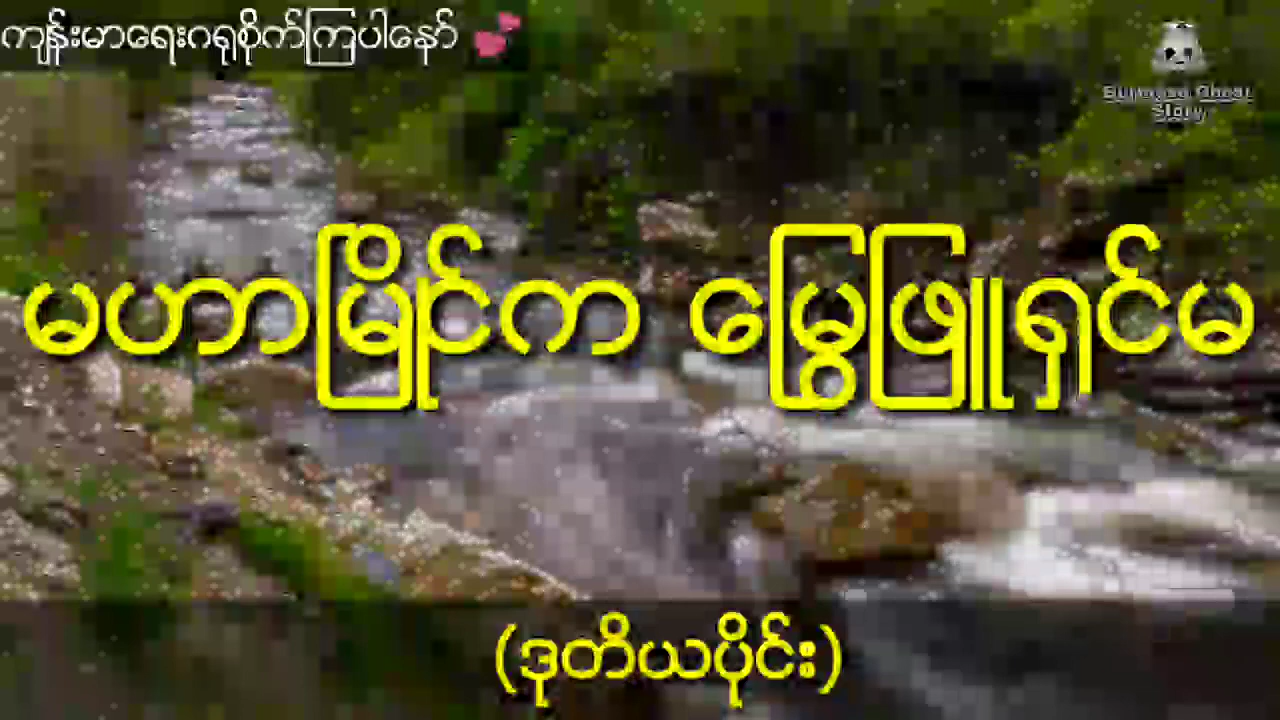 ကျန်းမာရေးဂရုစိုက်ကြပါနော် 💕
Story
မဟာမြိုင်က မြွေဖြူရှင်မ
(ဒုတိယပိုင်း)